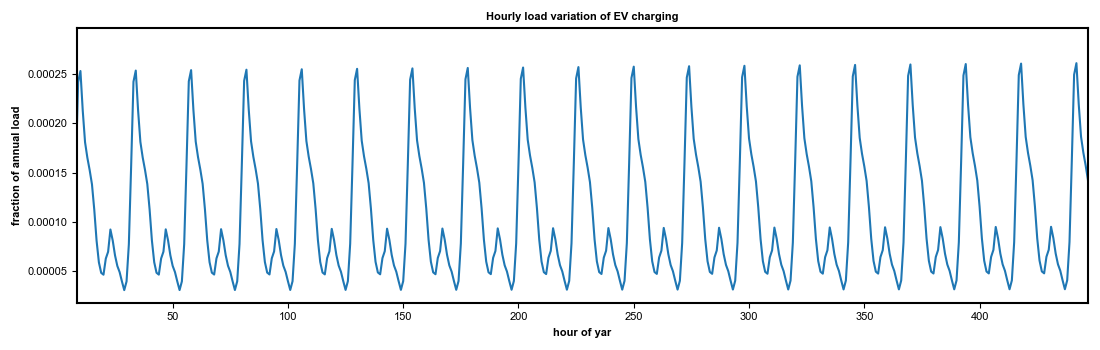 Hourly load variation of EV charging
fraction of annual load
0.00025
0.00020
0.00015
0.00010
0.00005
50 100 150 200 250 300 350 400
hour of yar